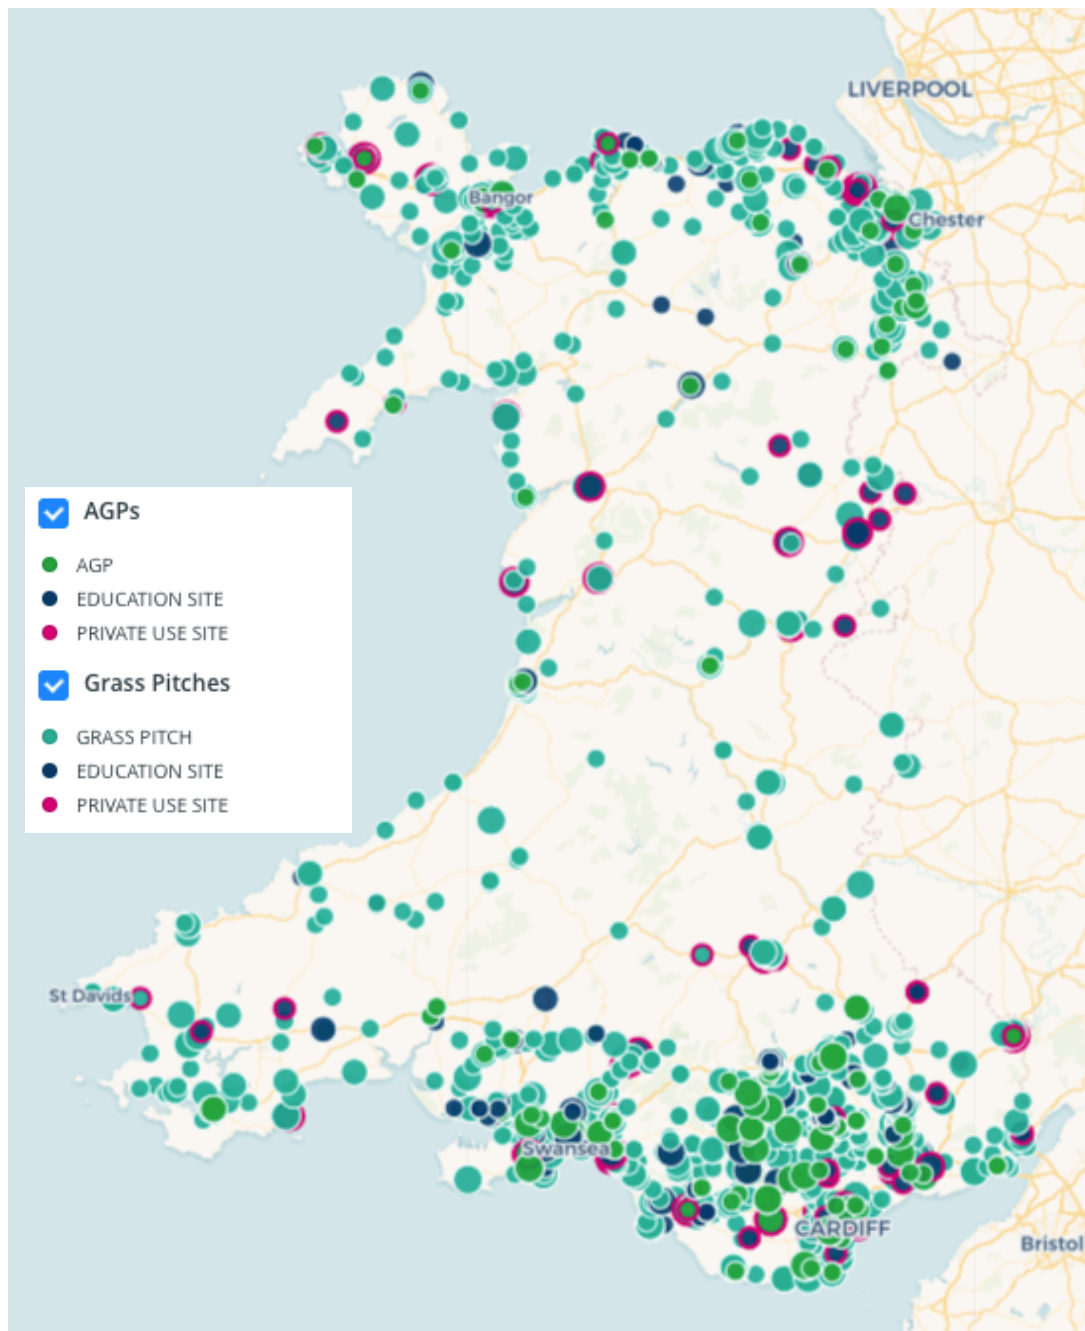 LIVERPOOL
Bangor
Chester
AGPs
AGP
EDUCATION SITE
PRIVATE USE SITE
Grass Pitches
GRASS PITCH
EDUCATION SITE
PRIVATE USE SITE
St Davids
Swansea
CARDIFF
Bristol